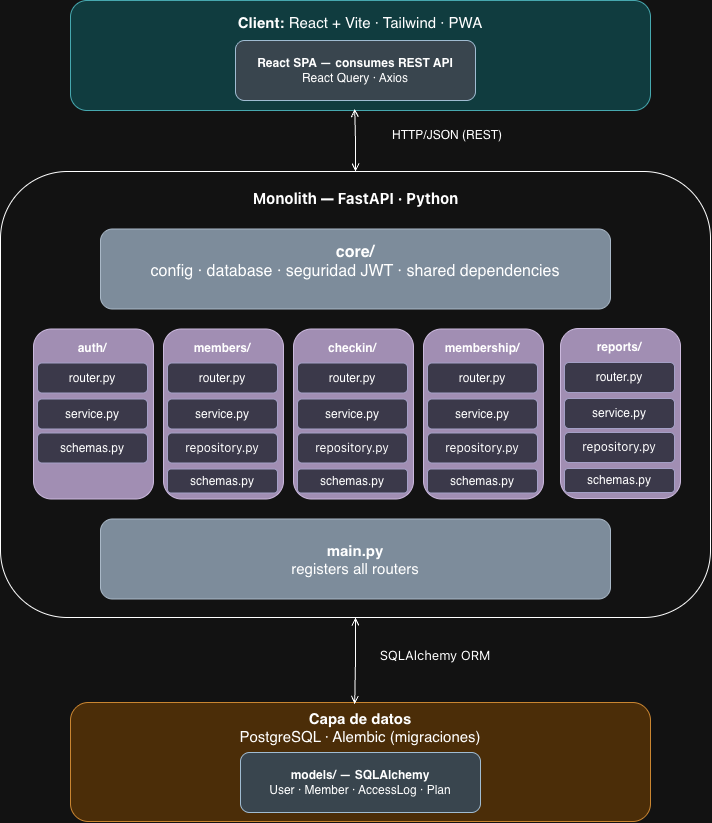 Client: React + Vite · Tailwind · PWA
React SPA — consumes REST API
React Query · Axios
HTTP/JSON (REST)
Monolith — FastAPI · Python
core/
config · database · seguridad JWT · shared dependencies
auth/
router.py
service.py
schemas.py
members/
router.py
service.py
repository.py
schemas.py
checkin/
router.py
service.py
repository.py
schemas.py
membership/
router.py
service.py
repository.py
schemas.py
reports/
router.py
service.py
repository.py
schemas.py
main.py
registers all routers
SQLAlchemy ORM
Capa de datos
PostgreSQL · Alembic (migraciones)
models/ — SQLAlchemy
User · Member · AccessLog · Plan